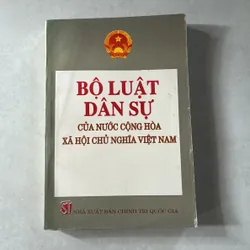 BỘ LUẬT
DÂN SỰ
CỦA NƯỚC CỘNG HÒA
XÃ HỘI CHỦ NGHĨA VIỆT NAM
NHÀ XUẤT BẢN CHÍNH TRỊ QUỐC GIA